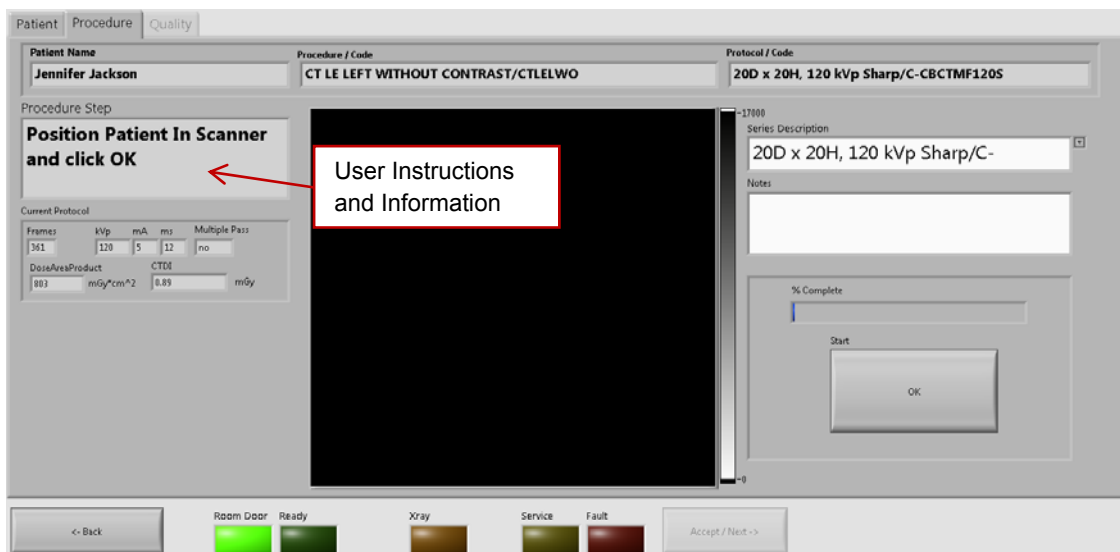 Patient Procedure Quality
Patient Name
Procedure / Code
Protocol / Code
Jennifer Jackson
CT LE LEFT WITHOUT CONTRAST/CTLELWO
20D x 20H, 120 kVp Sharp/C-CBCTMF120S
Procedure Step
Position Patient In Scanner
and click OK
User Instructions
and Information
17000
0
Series Description
20D x 20H, 120 kVp Sharp/C-
Notes
Current Protocol
Frames kVp mA ms Multiple Pass
361 120 5 12 no
DoseAreaProduct CTDI
803 mGy*cm^2 0.89 mGy
% Complete
Start
OK
Room Door Ready Xray Service Fault
<- Back
Accept / Next ->